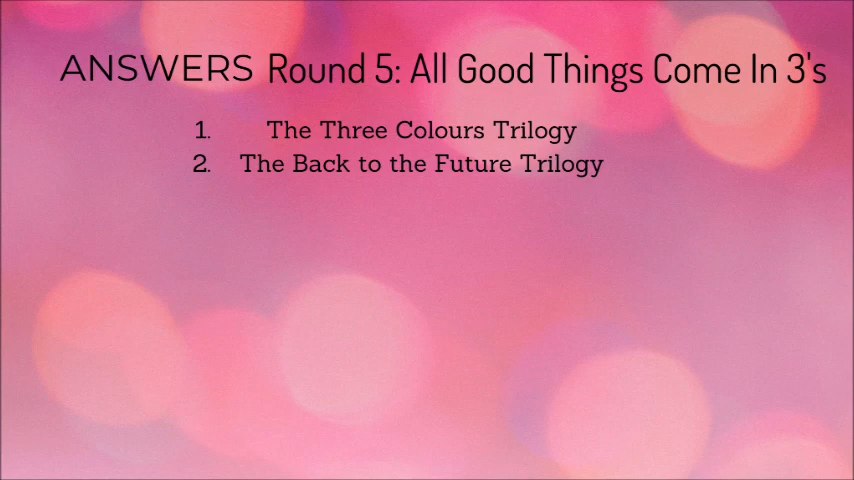 ANSWERS Round 5: All Good Things Come In 3's
1. The Three Colours Trilogy
2. The Back to the Future Trilogy